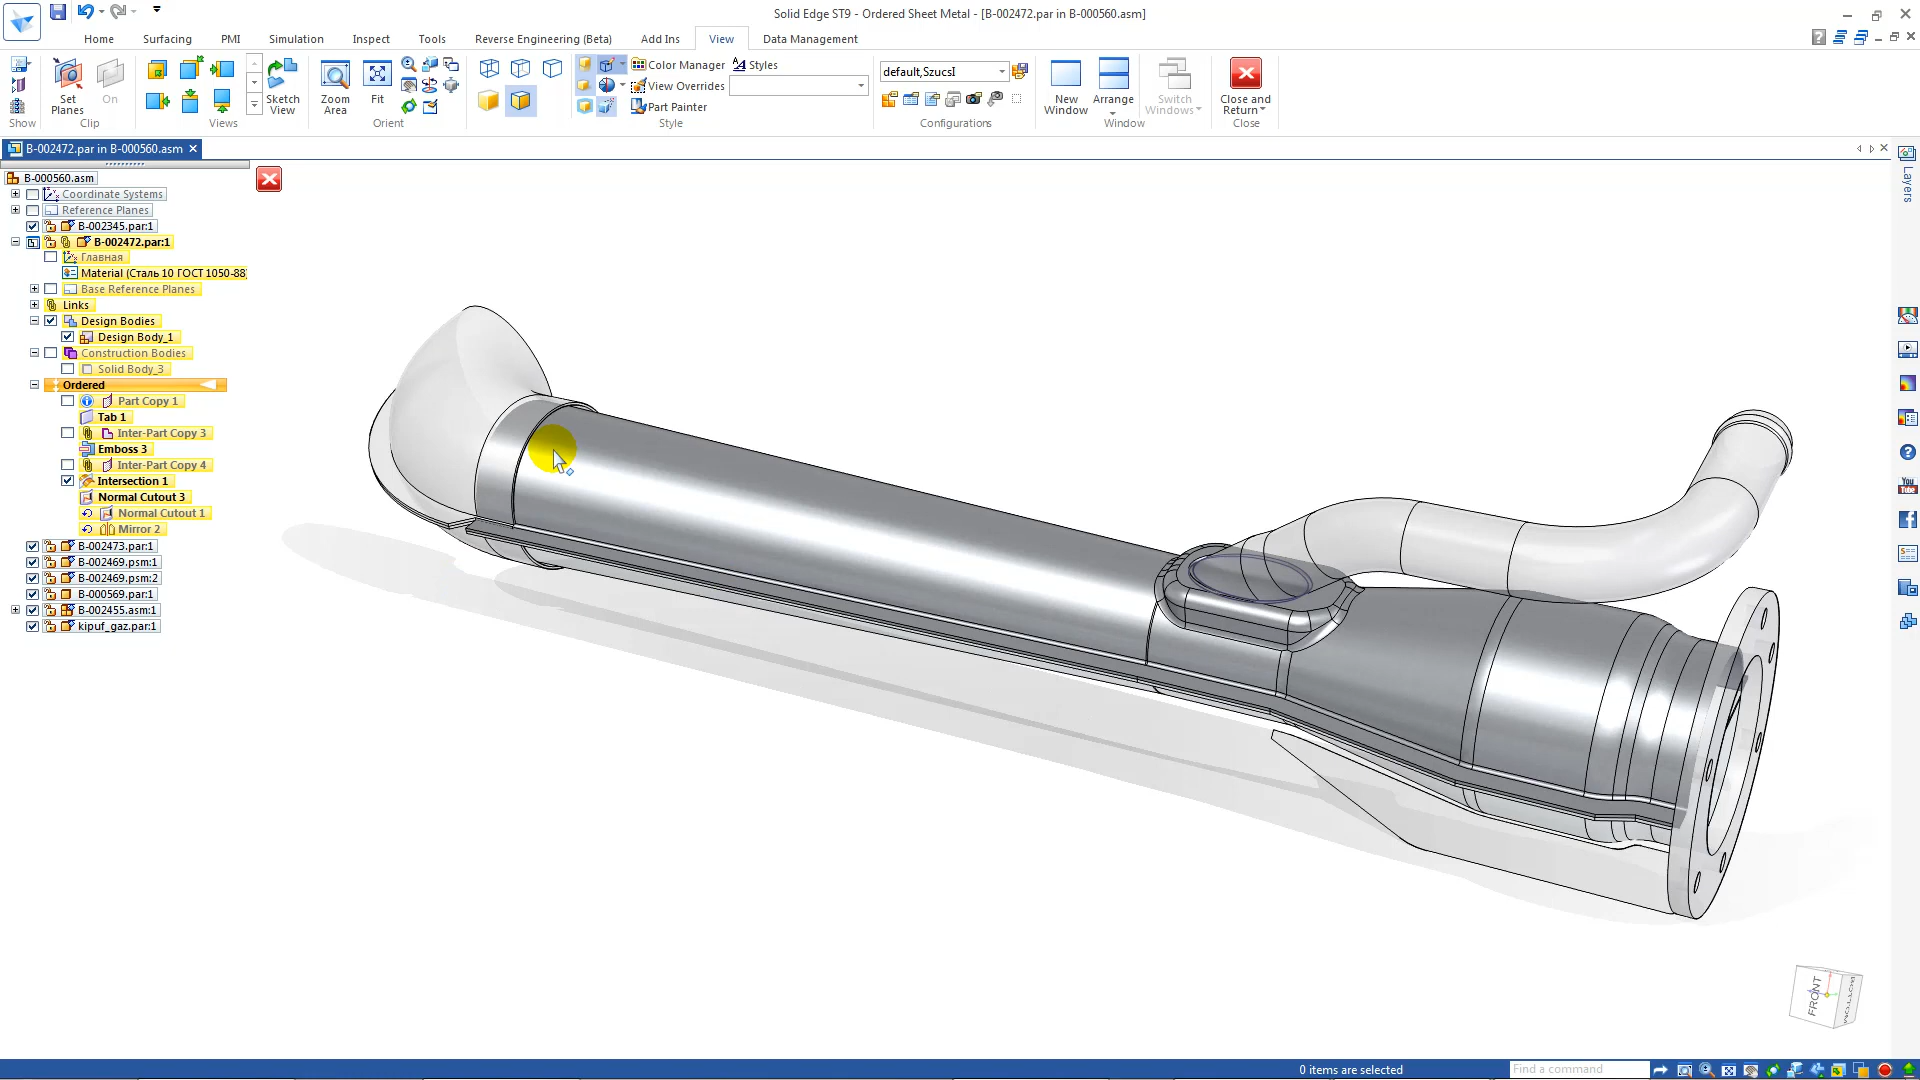 Solid Edge ST9 - Ordered Sheet Metal - [B-002472.par in B-000560.asm]
Home Surfacing PMI Simulation Inspect Tools Reverse Engineering (Beta) Add Ins View Data Management
Set Planes
On
Sketch View
Zoom Area
Fit
Color Manager
Styles
View Overrides
Part Painter
default,SzucsI
New Window
Arrange
Switch Windows
Close and Return
Show Clip Views Orient Style Configurations Window Close
B-002472.par in B-000560.asm
B-000560.asm
Coordinate Systems
Reference Planes
B-002345.par:1
B-002472.par:1
Главная
Material (Сталь 10 ГОСТ 1050-88
Base Reference Planes
Links
Design Bodies
Design Body_1
Construction Bodies
Solid Body_3
Ordered
Part Copy 1
Tab 1
Inter-Part Copy 3
Emboss 3
Inter-Part Copy 4
Intersection 1
Normal Cutout 3
Normal Cutout 1
Mirror 2
B-002473.par:1
B-002469.psm:1
B-002469.psm:2
B-000569.par:1
B-002455.asm:1
kipuf_gaz.par:1
Layers
You Tube
FRONT
BOTTOM
0 items are selected
Find a command